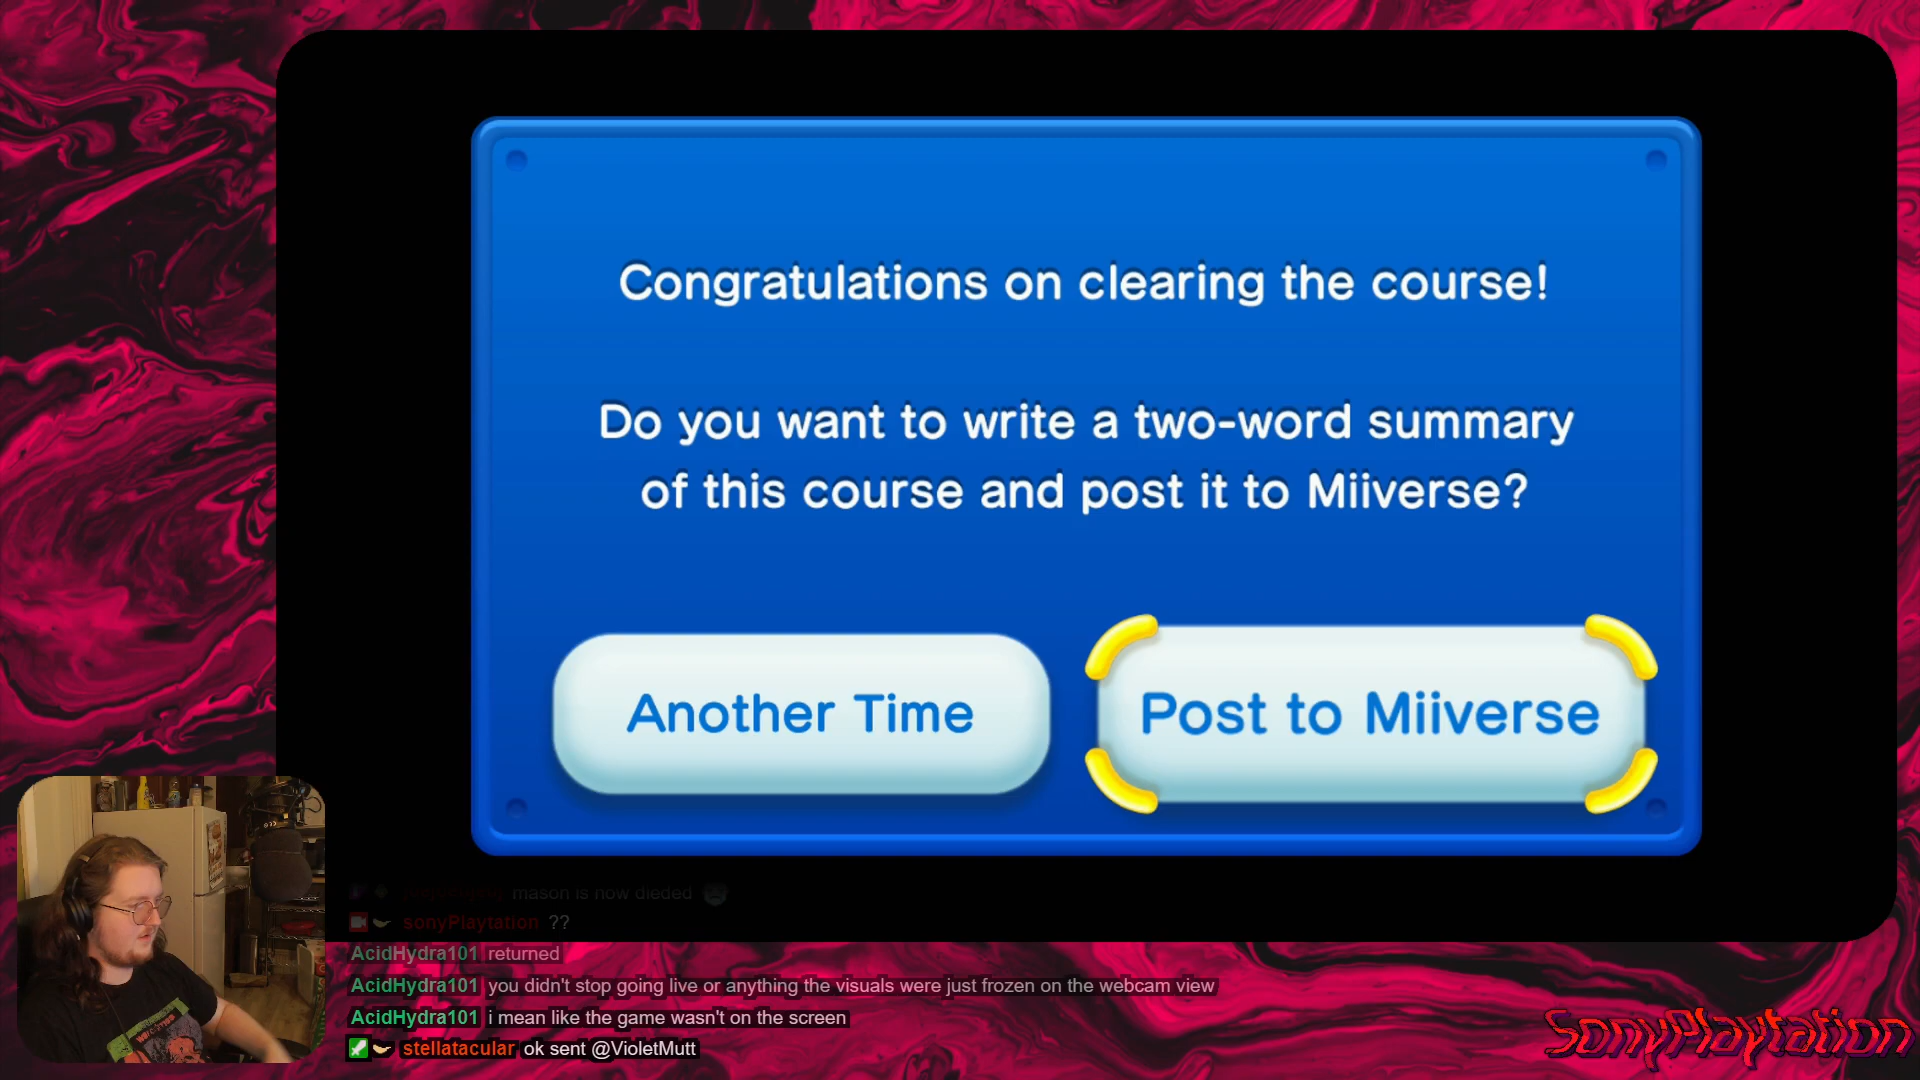 Congratulations on clearing the course!
Do you want to write a two-word summary
of this course and post it to Miiverse?
Another Time
Post to Miiverse
mason is now dieded
sonyPlaytation ??
AcidHydra101 returned
AcidHydra101 you didn't stop going live or anything the visuals were just frozen on the webcam view
AcidHydra101 i mean like the game wasn't on the screen
stellatacular ok sent @VioletMutt
SonyPlaytation